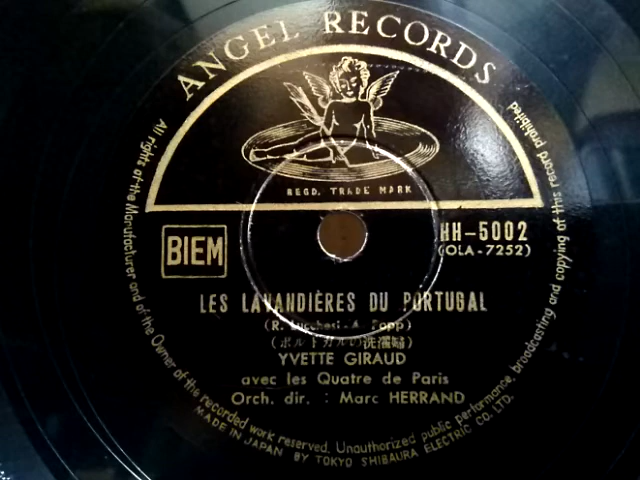 ANGEL RECORDS
REGD. TRADE MARK
HH-5002
(OLA-7252)
BIEM
LES LAVANDIÈRES DU PORTUGAL
(R. Lucchesi - A. Popp)
(ポルトガルの洗濯婦)
YVETTE GIRAUD
avec les Quatre de Paris
Orch. dir. : Marc HERRAND
All rights of the Manufacturer and of the Owner of the recorded work reserved. Unauthorized public performance, broadcasting and copying of this record prohibited
MADE IN JAPAN BY TOKYO SHIBAURA ELECTRIC CO. LTD.